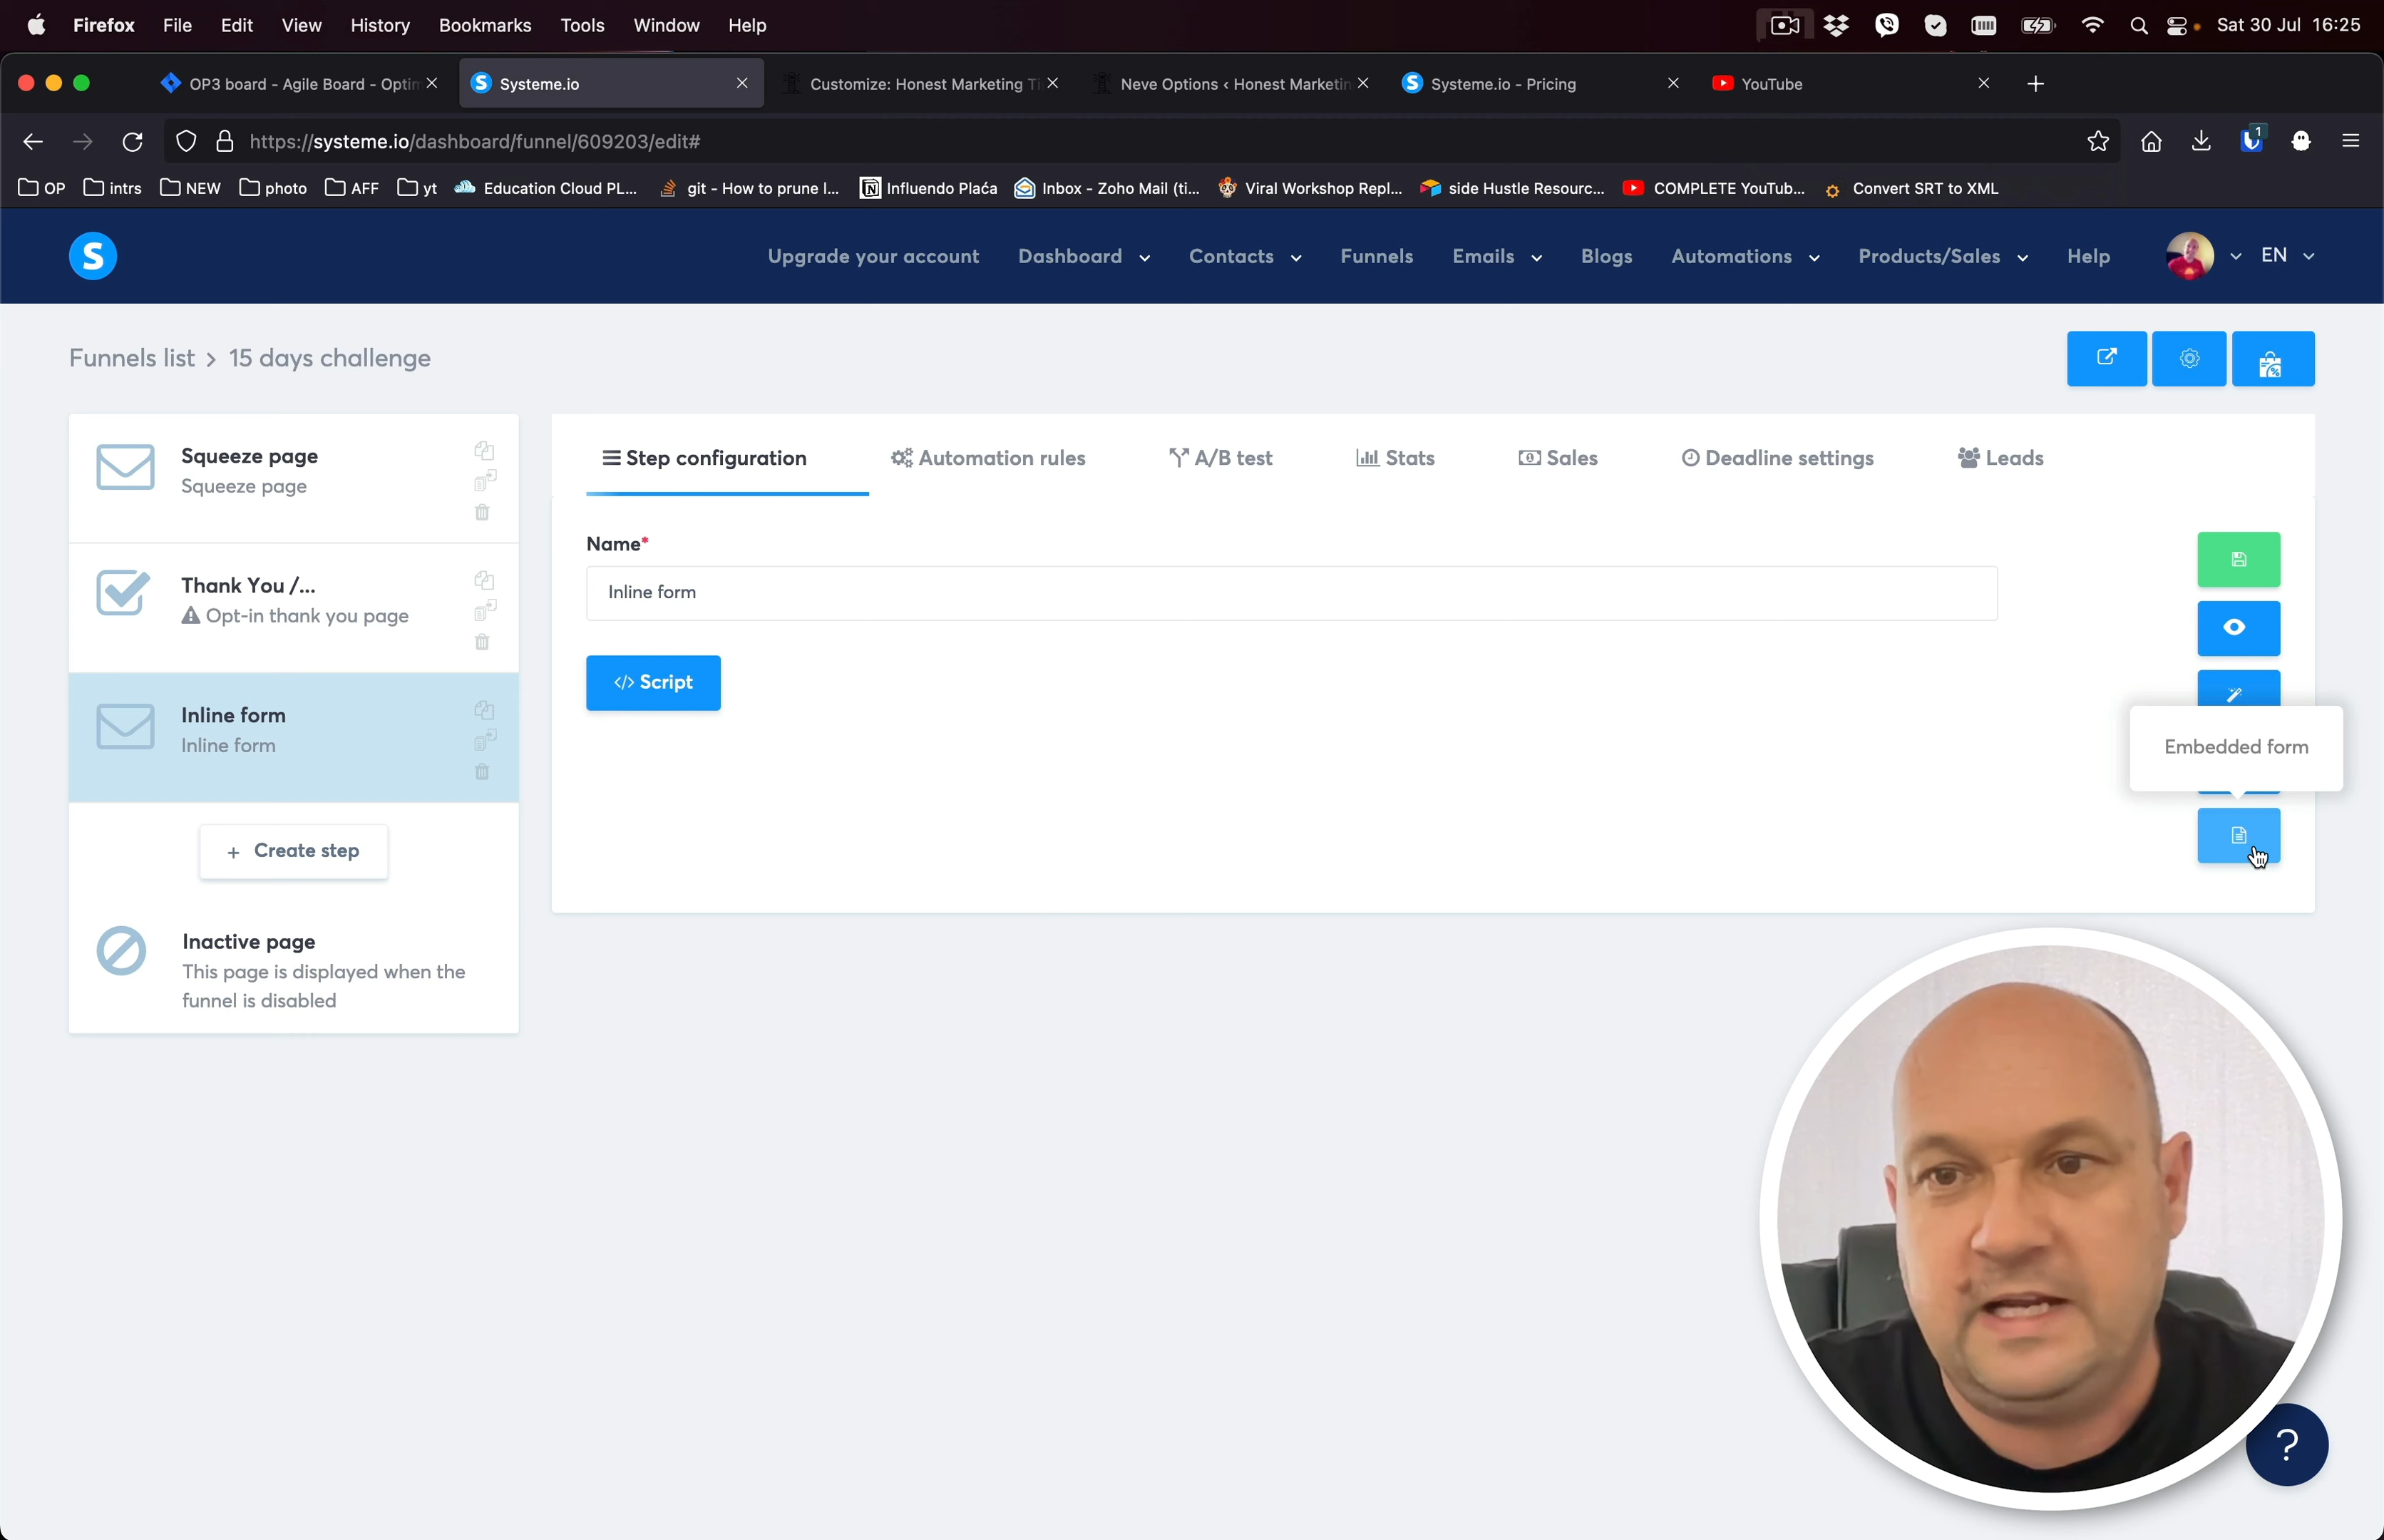 Firefox File Edit View History Bookmarks Tools Window Help Sat 30 Jul 16:25
OP3 board - Agile Board - Optim Systeme.io Customize: Honest Marketing Ti Neve Options ‹ Honest Marketin Systeme.io - Pricing YouTube
https://systeme.io/dashboard/funnel/609203/edit#
1
OP intrs NEW photo AFF yt Education Cloud PL... git - How to prune l... Influendo Plaća Inbox - Zoho Mail (ti... Viral Workshop Repl... side Hustle Resourc... COMPLETE YouTub... Convert SRT to XML
S Upgrade your account Dashboard Contacts Funnels Emails Blogs Automations Products/Sales Help EN
Funnels list > 15 days challenge
Squeeze page
Squeeze page
Thank You /...
Opt-in thank you page
Inline form
Inline form
+ Create step
Inactive page
This page is displayed when the
funnel is disabled
Step configuration Automation rules A/B test Stats Sales Deadline settings Leads
Name*
Inline form
</> Script
Embedded form
?